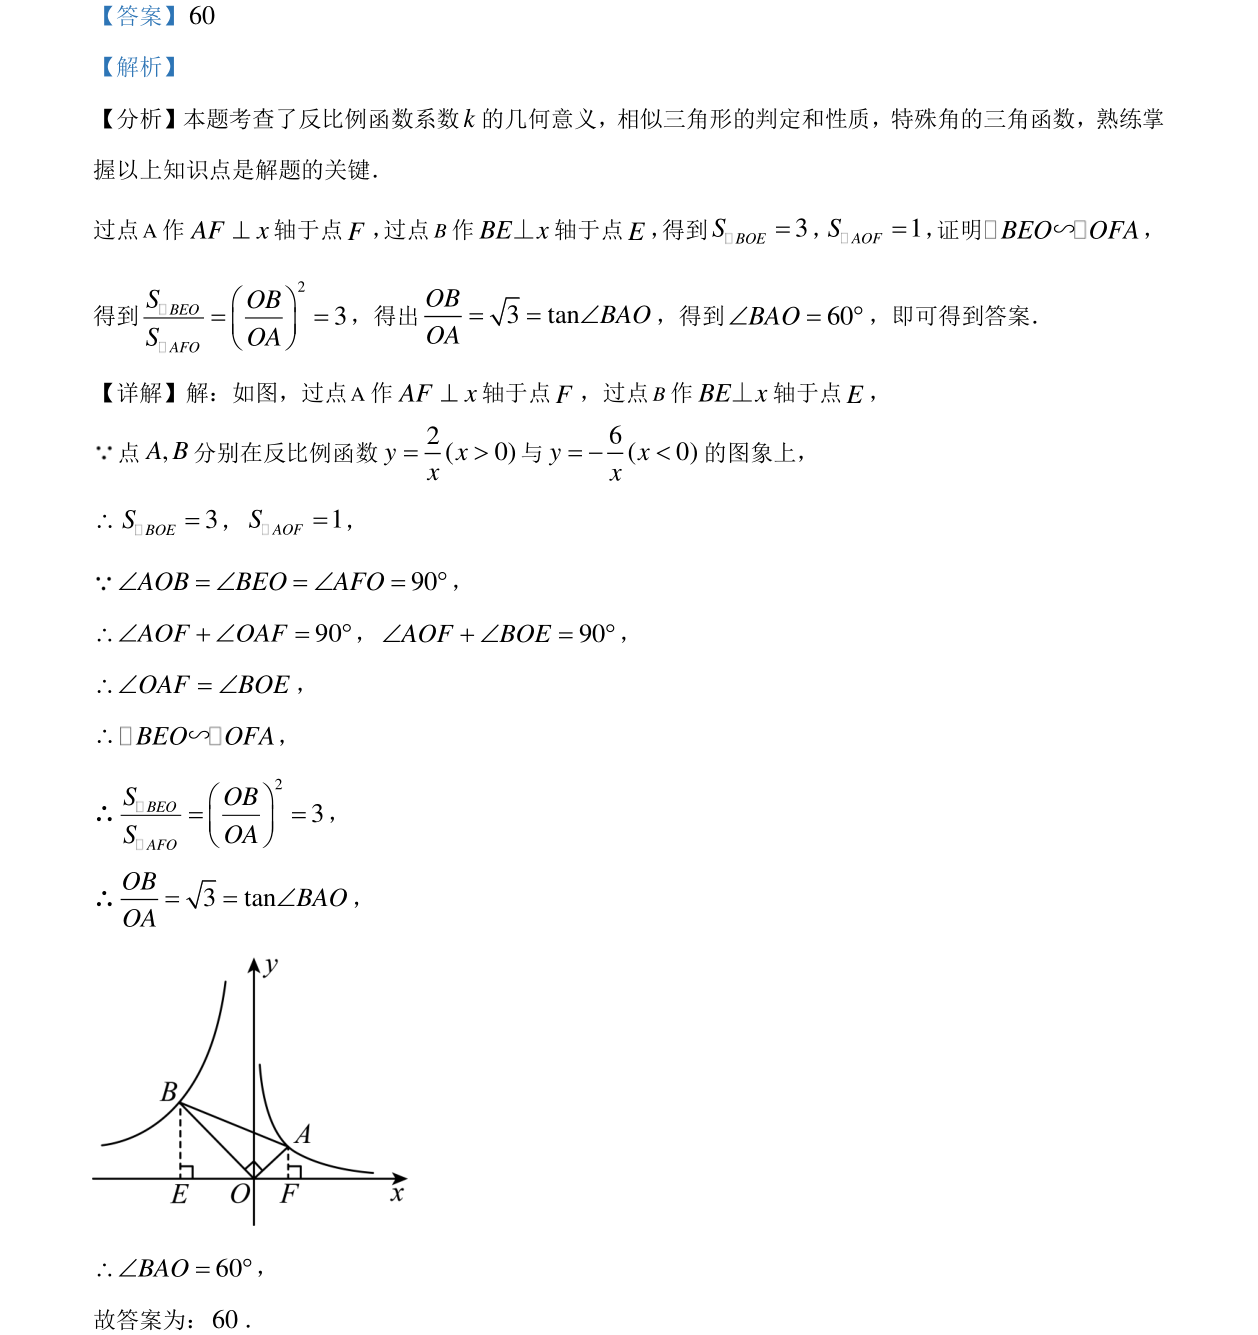 【答案】60
【解析】
【分析】本题考查了反比例函数系数k的几何意义，相似三角形的判定和性质，特殊角的三角函数，熟练掌
握以上知识点是解题的关键．
过点A作AF⊥x轴于点F，过点B作BE⊥x轴于点E，得到S□BOE=3，S□AOF=1，证明□BEO∽□OFA，
得到S□BEO/S□AFO=(OB/OA)²=3，得出OB/OA=√3=tan∠BAO，得到∠BAO=60°，即可得到答案．
【详解】解：如图，过点A作AF⊥x轴于点F，过点B作BE⊥x轴于点E，
∵点A,B分别在反比例函数y=2/x(x>0)与y=-6/x(x<0)的图象上，
∴S□BOE=3，S□AOF=1，
∵∠AOB=∠BEO=∠AFO=90°，
∴∠AOF+∠OAF=90°，∠AOF+∠BOE=90°，
∴∠OAF=∠BOE，
∴□BEO∽□OFA，
∴S□BEO/S□AFO=(OB/OA)²=3，
∴OB/OA=√3=tan∠BAO，
y
B
A
E O F x
∴∠BAO=60°，
故答案为：60．